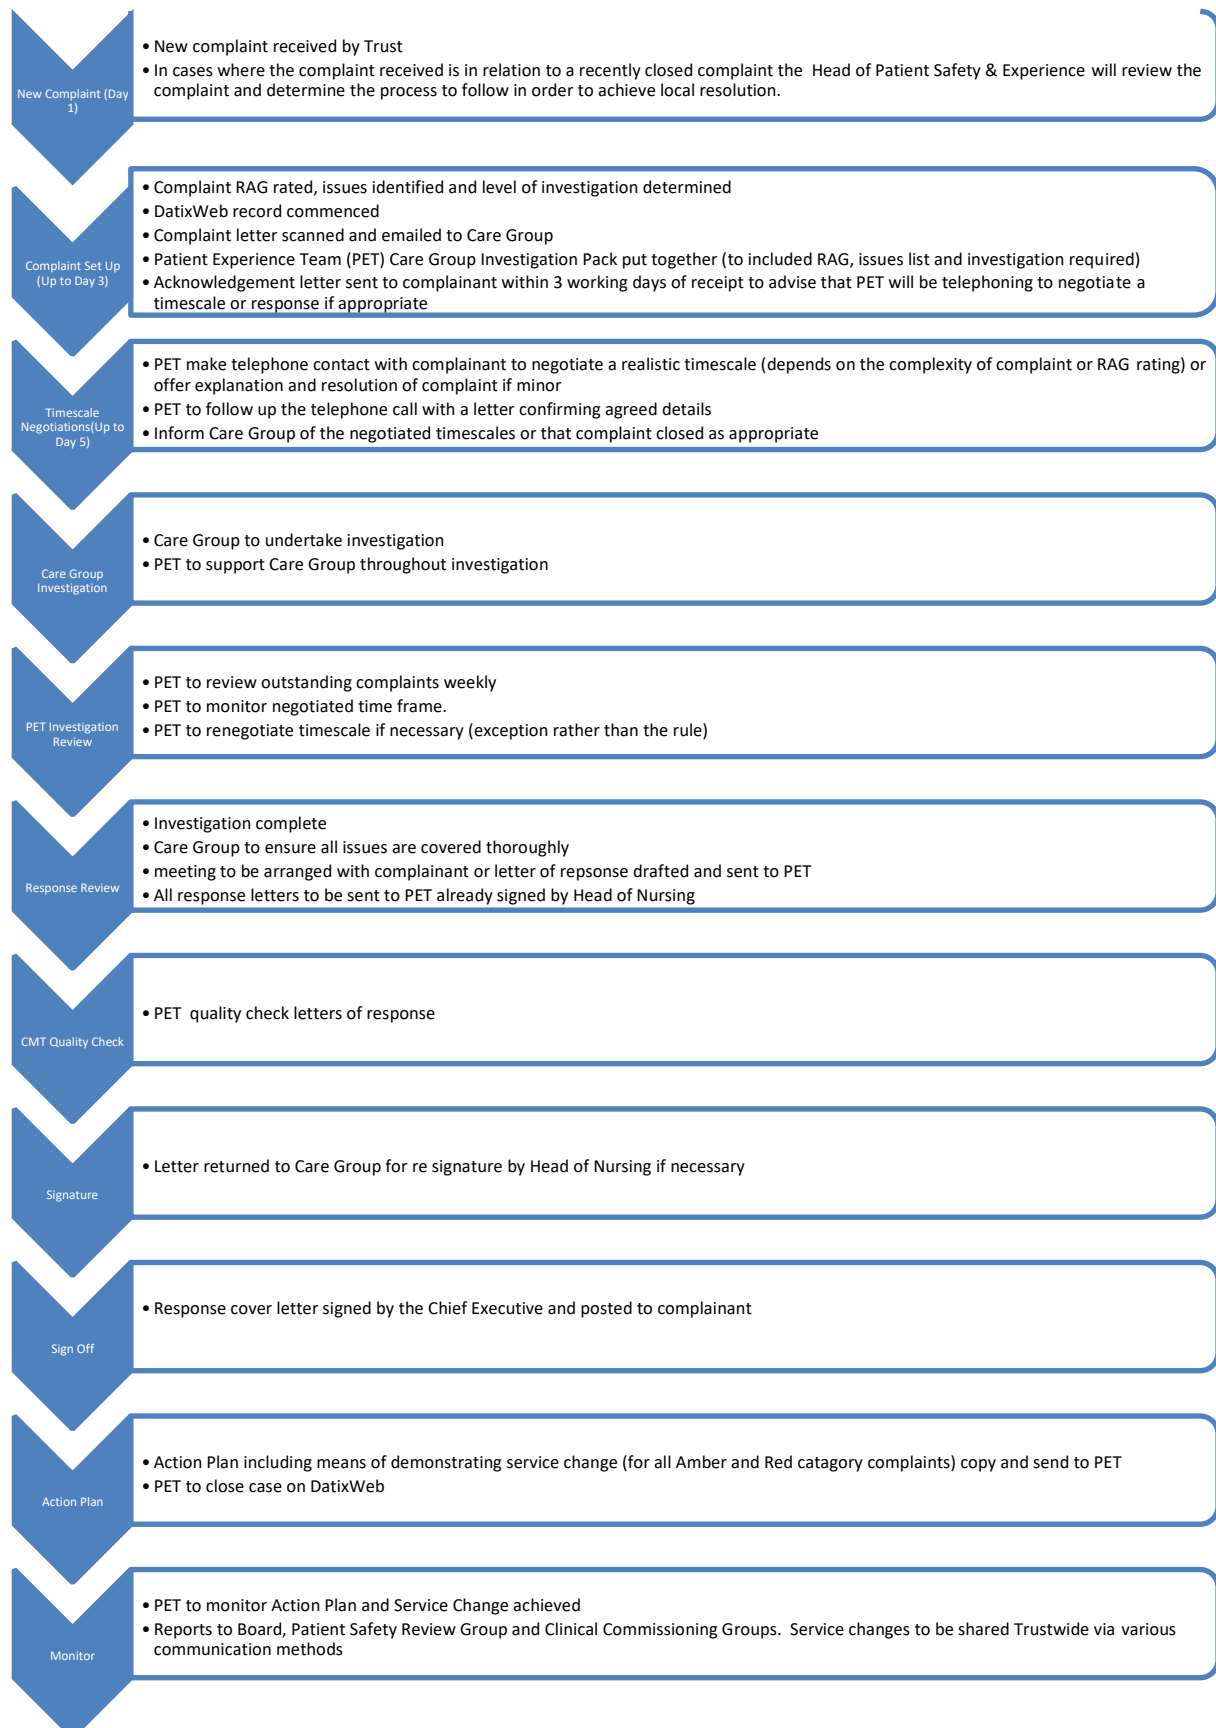 • New complaint received by Trust
• In cases where the complaint received is in relation to a recently closed complaint the Head of Patient Safety & Experience will review the
complaint and determine the process to follow in order to achieve local resolution.
New Complaint (Day
1)
• Complaint RAG rated, issues identified and level of investigation determined
• DatixWeb record commenced
• Complaint letter scanned and emailed to Care Group
• Patient Experience Team (PET) Care Group Investigation Pack put together (to included RAG, issues list and investigation required)
• Acknowledgement letter sent to complainant within 3 working days of receipt to advise that PET will be telephoning to negotiate a
timescale or response if appropriate
Complaint Set Up
(Up to Day 3)
• PET make telephone contact with complainant to negotiate a realistic timescale (depends on the complexity of complaint or RAG rating) or
offer explanation and resolution of complaint if minor
• PET to follow up the telephone call with a letter confirming agreed details
• Inform Care Group of the negotiated timescales or that complaint closed as appropriate
Timescale
Negotiations(Up to
Day 5)
• Care Group to undertake investigation
• PET to support Care Group throughout investigation
Care Group
Investigation
• PET to review outstanding complaints weekly
• PET to monitor negotiated time frame.
• PET to renegotiate timescale if necessary (exception rather than the rule)
PET Investigation
Review
• Investigation complete
• Care Group to ensure all issues are covered thoroughly
• meeting to be arranged with complainant or letter of repsonse drafted and sent to PET
• All response letters to be sent to PET already signed by Head of Nursing
Response Review
• PET quality check letters of response
CMT Quality Check
• Letter returned to Care Group for re signature by Head of Nursing if necessary
Signature
• Response cover letter signed by the Chief Executive and posted to complainant
Sign Off
• Action Plan including means of demonstrating service change (for all Amber and Red catagory complaints) copy and send to PET
• PET to close case on DatixWeb
Action Plan
• PET to monitor Action Plan and Service Change achieved
• Reports to Board, Patient Safety Review Group and Clinical Commissioning Groups. Service changes to be shared Trustwide via various
communication methods
Monitor